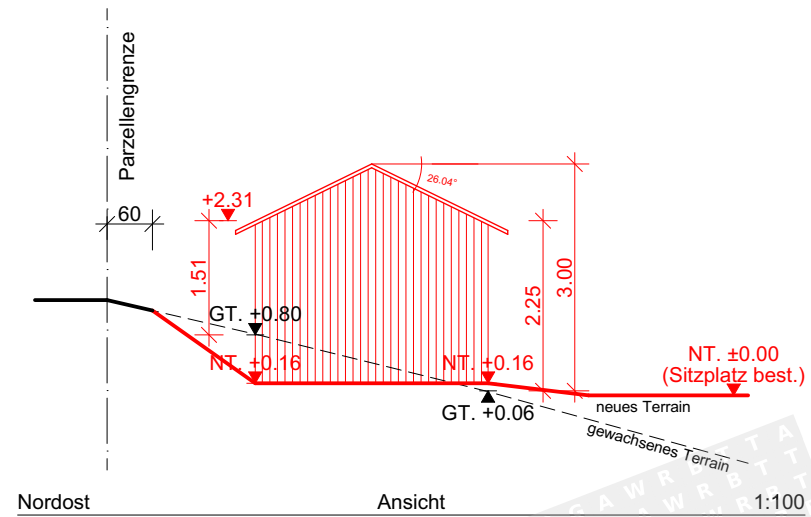 Parzellengrenze
26.04°
+2.31
60
1.51
2.25
3.00
GT. +0.80
NT. +0.16
NT. +0.16
NT. ±0.00
(Sitzplatz best.)
GT. +0.06
neues Terrain
gewachsenes Terrain
Nordost
Ansicht
1:100